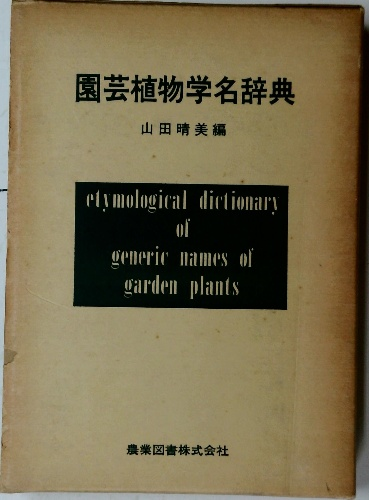 園芸植物学名辞典
山田晴美編
etymological dictionary
of
generic names of
garden plants
農業図書株式会社